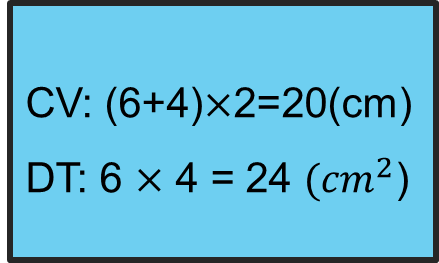 CV: (6+4)×2=20(cm)
DT: 6 × 4 = 24 (cm²)